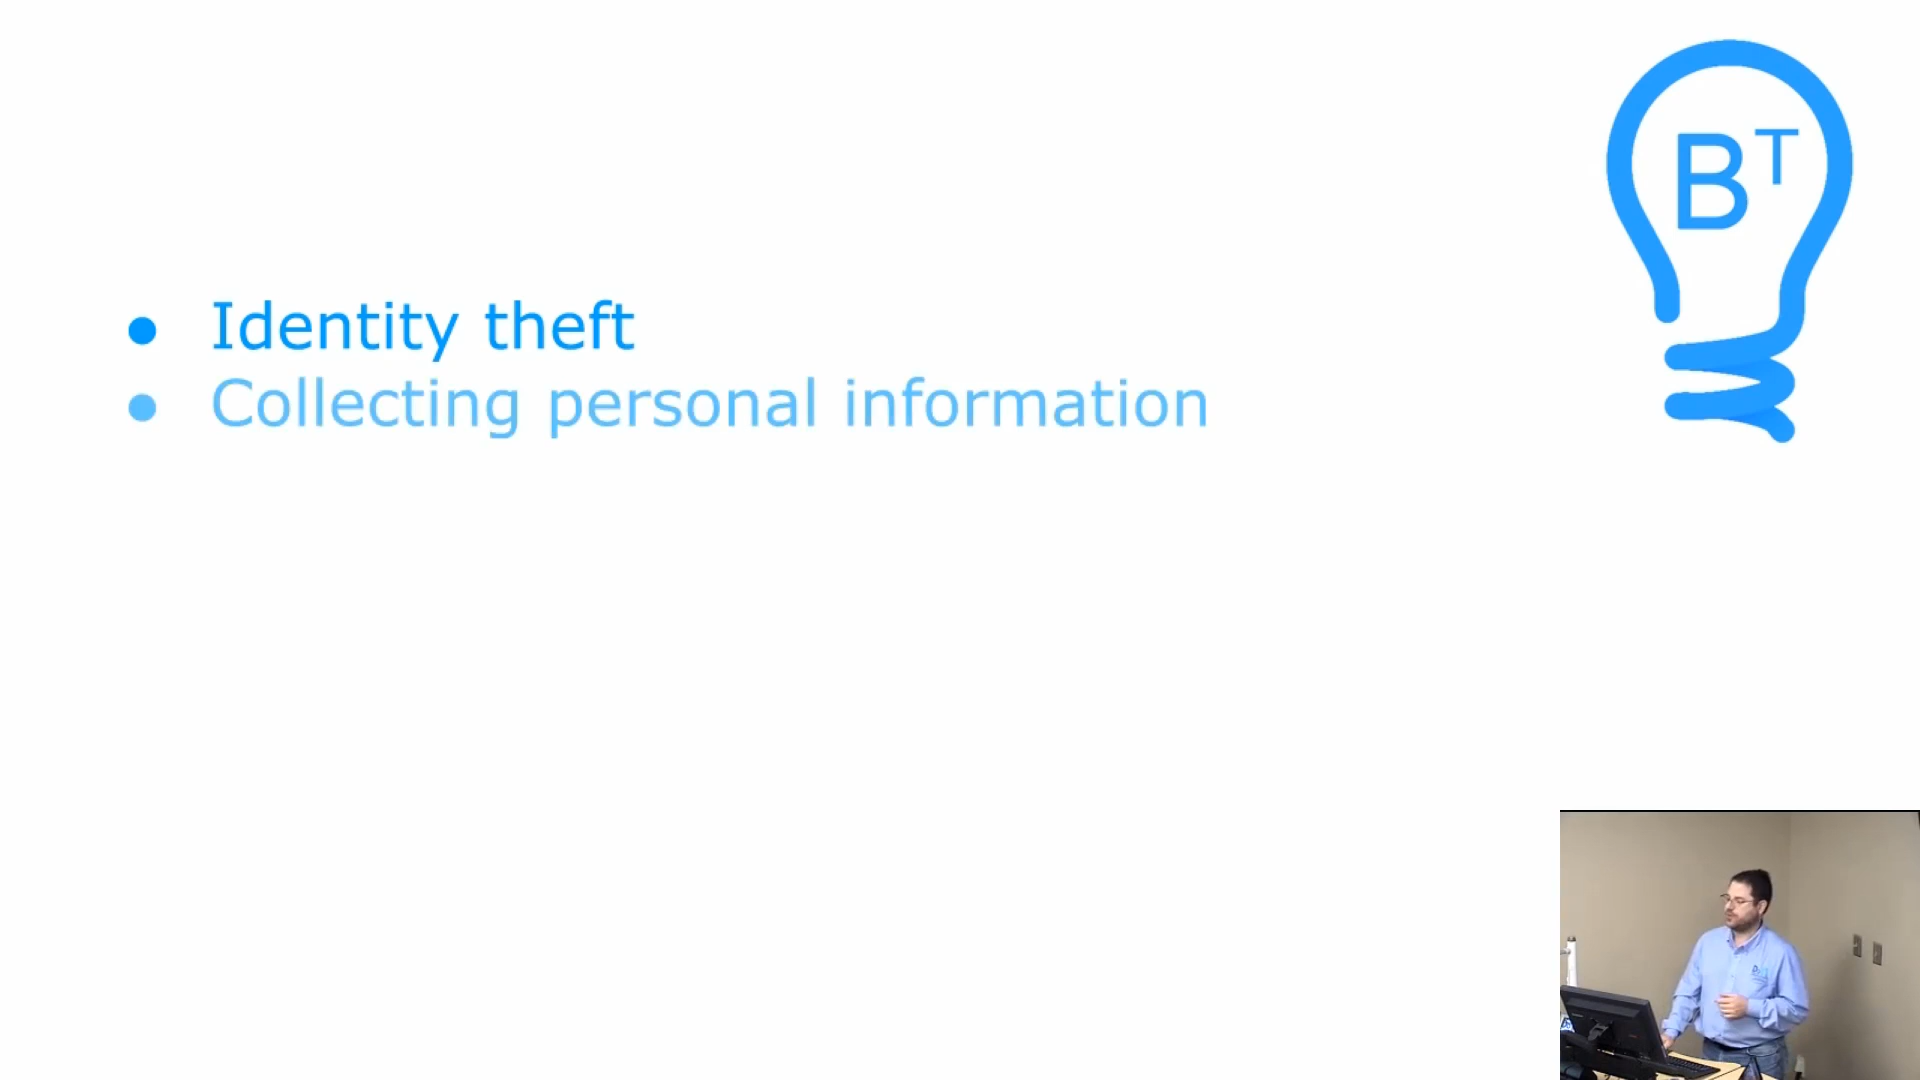 BT
● Identity theft
● Collecting personal information